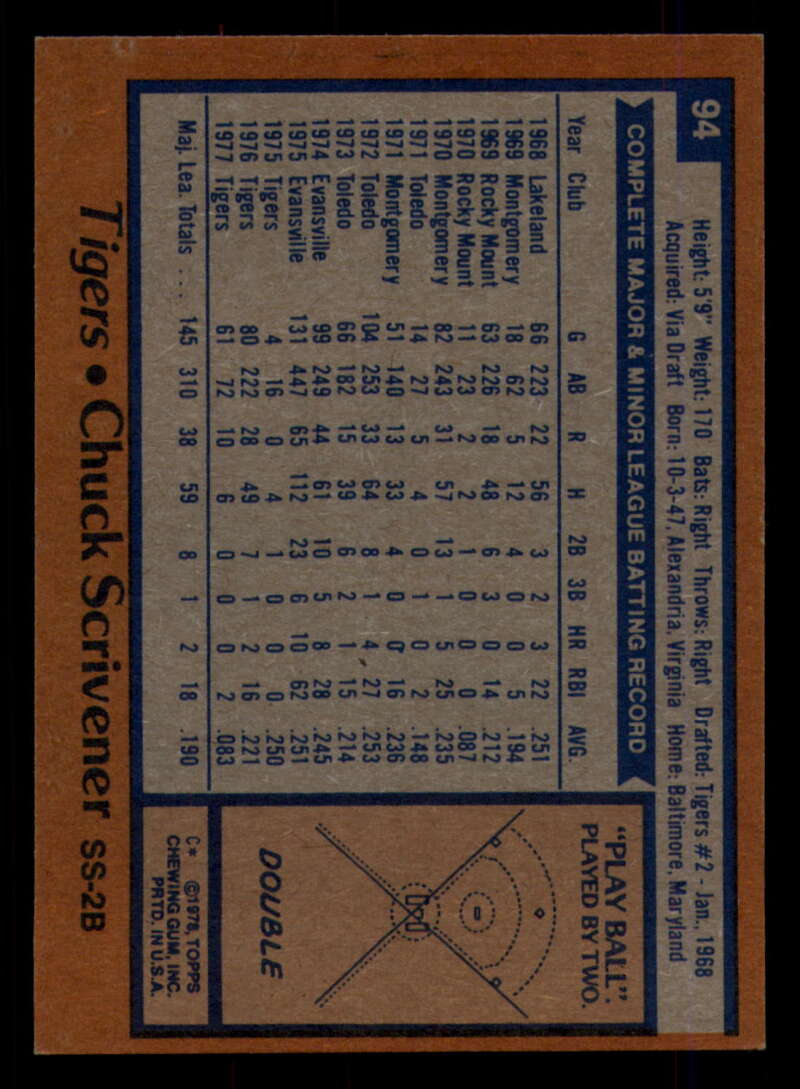 94
Height: 5'9" Weight: 170 Bats: Right Throws: Right Drafted: Tigers #2 - Jan., 1968
Acquired: Via Draft Born: 10-3-47, Alexandria, Virginia Home: Baltimore, Maryland
COMPLETE MAJOR & MINOR LEAGUE BATTING RECORD
Year Club G AB R H 2B 3B HR RBI AVG.
1968 Lakeland 66 223 22 56 3 2 3 22 .251
1969 Montgomery 18 62 5 12 4 0 0 5 .194
1969 Rocky Mount 63 226 18 48 6 3 0 14 .212
1970 Rocky Mount 11 23 2 2 1 0 0 0 .087
1970 Montgomery 82 243 31 57 13 1 5 25 .235
1971 Toledo 14 27 5 4 0 1 0 2 .148
1971 Montgomery 51 140 13 33 4 0 0 16 .236
1972 Toledo 104 253 33 64 8 1 4 27 .253
1973 Toledo 66 182 15 39 6 2 1 15 .214
1974 Evansville 99 249 44 61 10 5 8 28 .245
1975 Evansville 131 447 65 112 23 6 10 62 .251
1975 Tigers 4 16 0 4 1 0 0 0 .250
1976 Tigers 80 222 28 49 7 1 2 16 .221
1977 Tigers 61 72 10 6 0 0 0 2 .083
Maj. Lea. Totals . . . 145 310 38 59 8 1 2 18 .190
"PLAY BALL":
PLAYED BY TWO.
DOUBLE
C* ©1978, TOPPS
CHEWING GUM, INC.
PRTD. IN U.S.A.
Tigers • Chuck Scrivener SS-2B